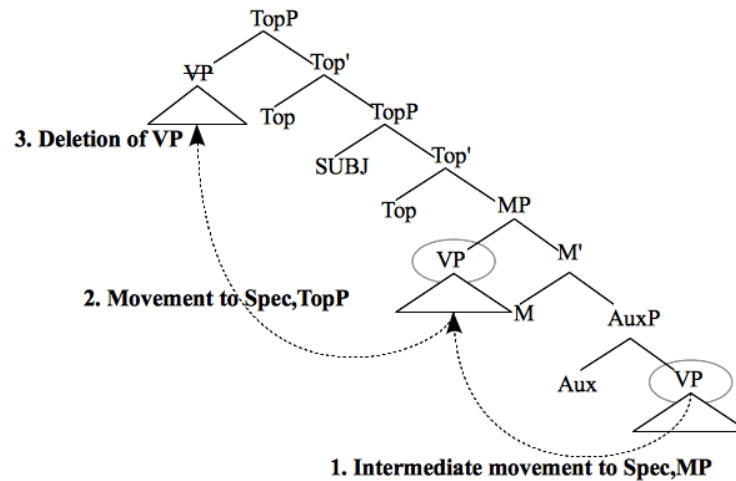 TopP
VP Top'
Top TopP
3. Deletion of VP
SUBJ Top'
Top MP
VP M'
2. Movement to Spec,TopP
M AuxP
Aux VP
1. Intermediate movement to Spec,MP